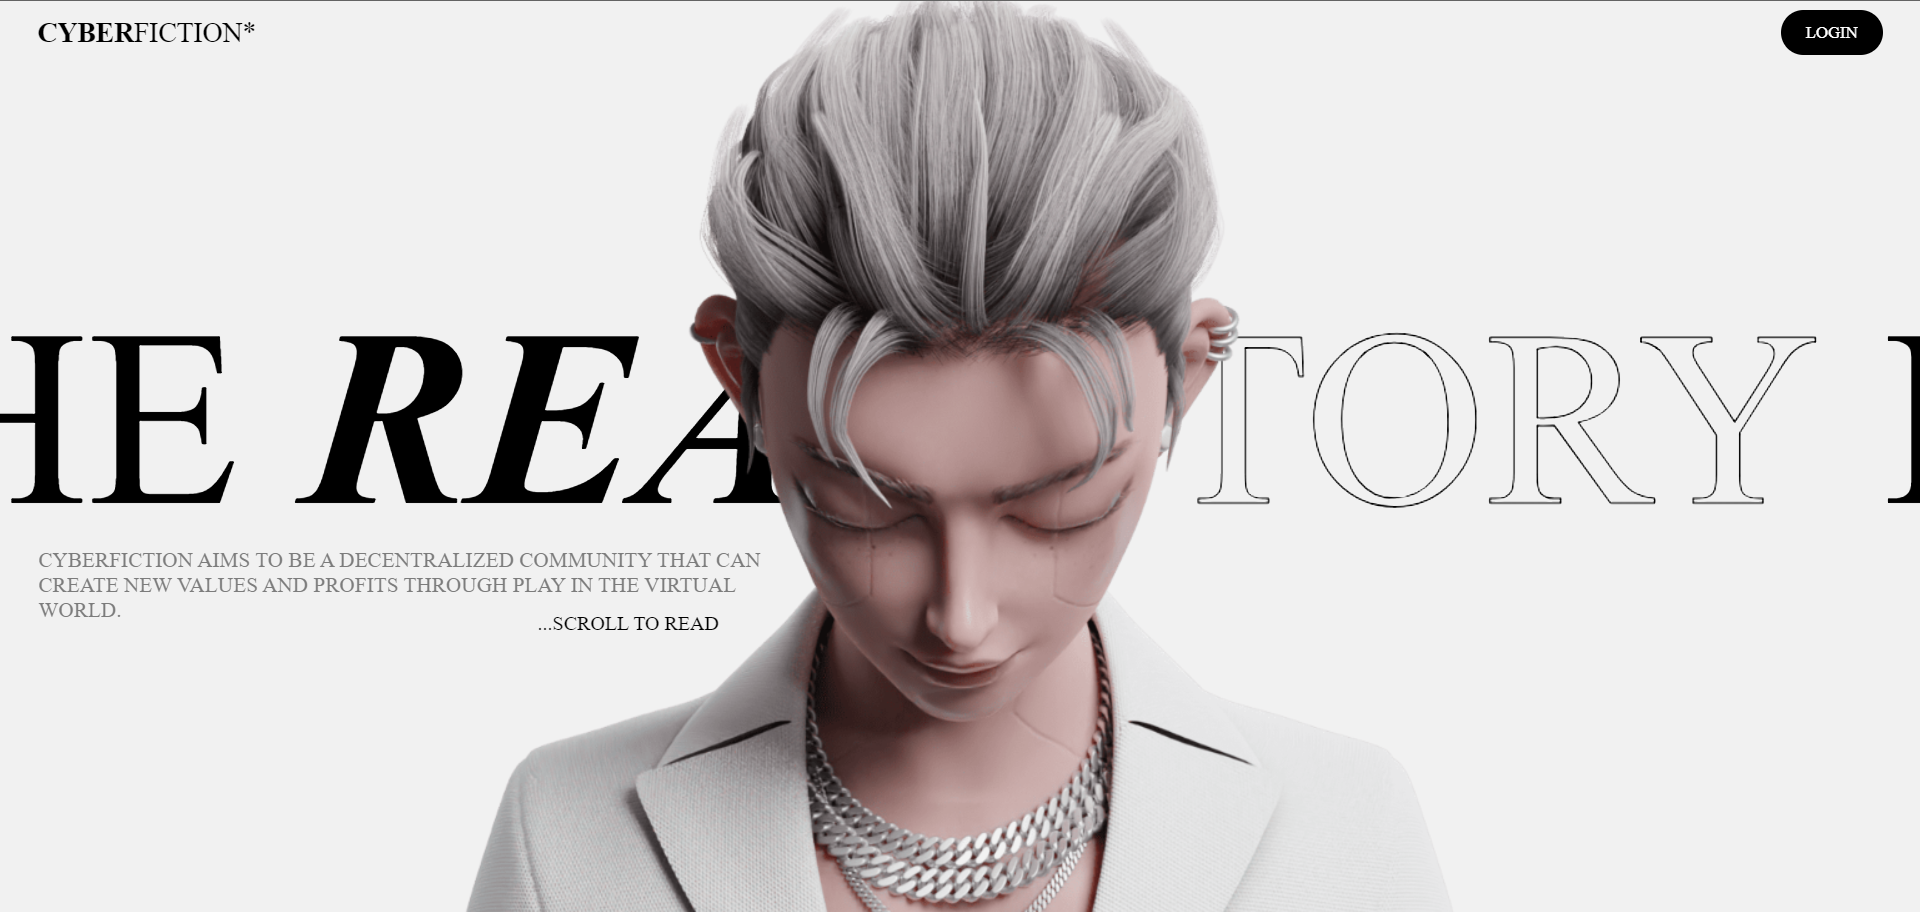 CYBERFICTION*
LOGIN
HE REA TORY
CYBERFICTION AIMS TO BE A DECENTRALIZED COMMUNITY THAT CAN
CREATE NEW VALUES AND PROFITS THROUGH PLAY IN THE VIRTUAL
WORLD.
...SCROLL TO READ